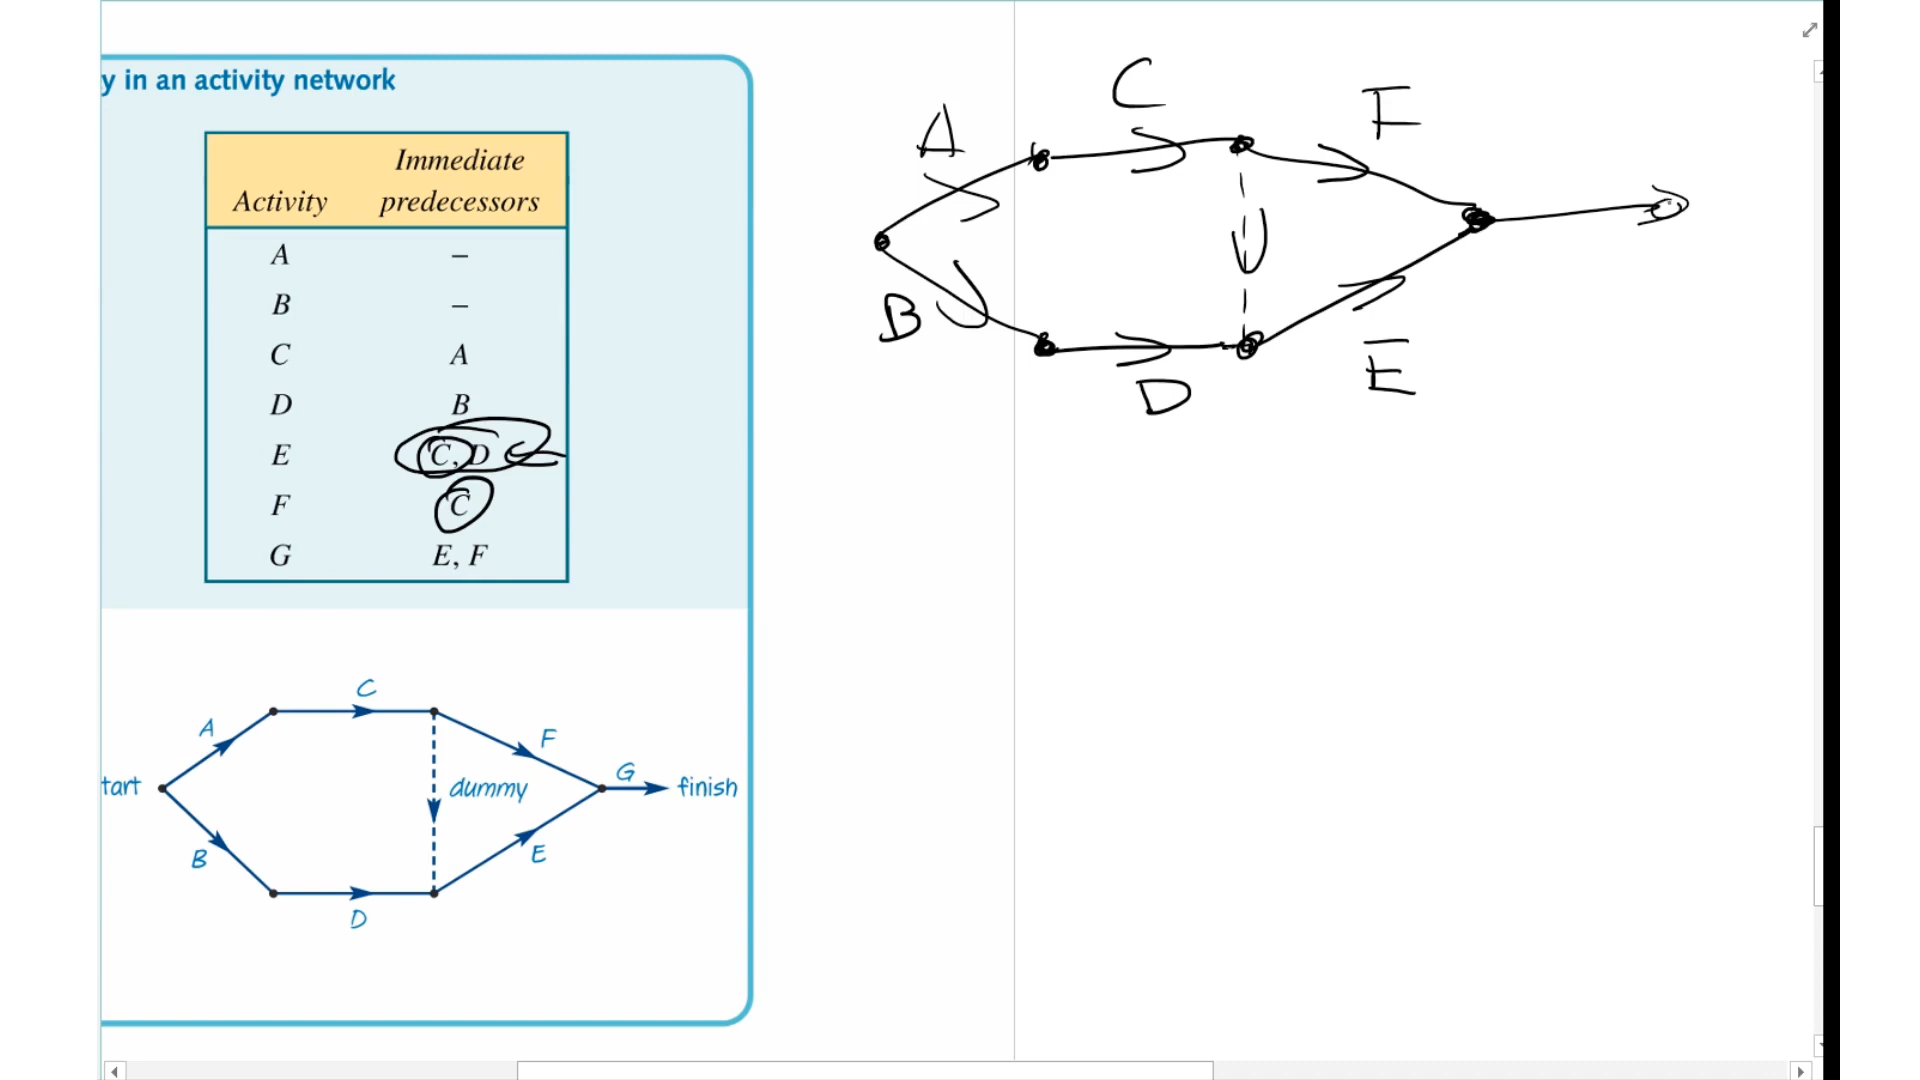 y in an activity network
Immediate
Activity predecessors
A –
B –
C A
D B
E C, D
F C
G E, F
C
A
F
dummy
G
tart
finish
B
E
D
C
F
A
B
E
D